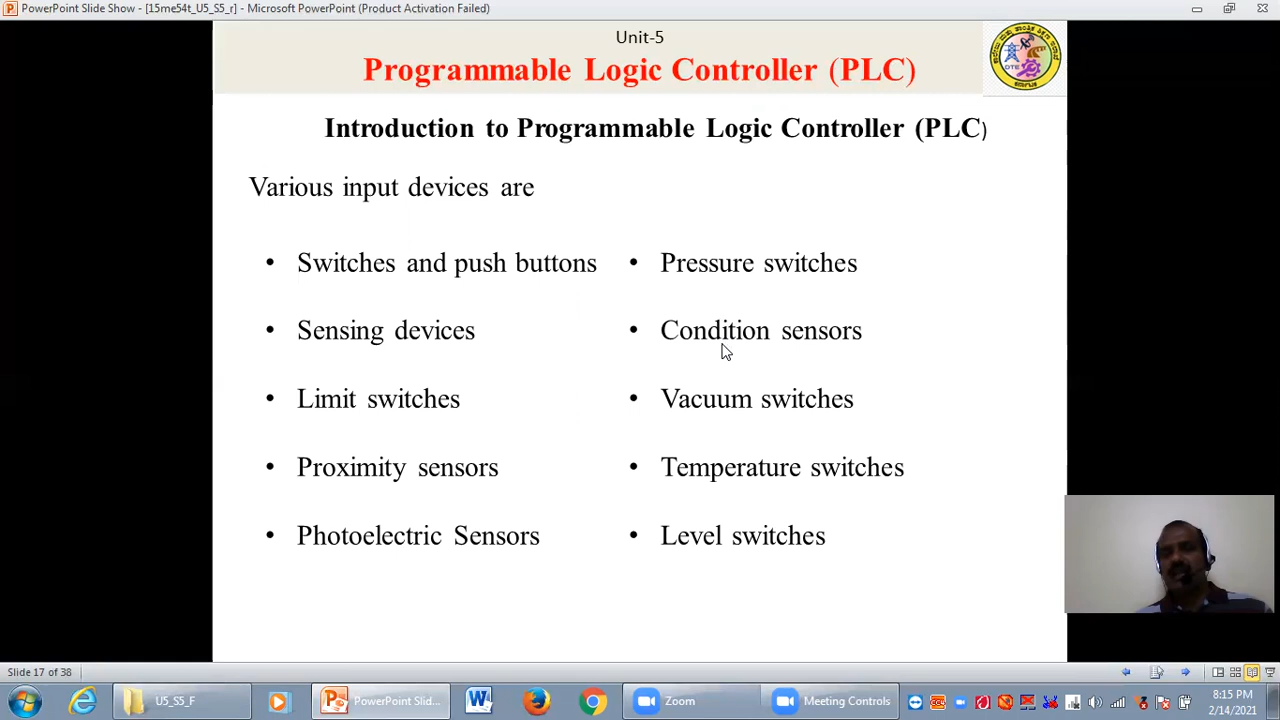 PowerPoint Slide Show - [15me54t_U5_S5_r] - Microsoft PowerPoint (Product Activation Failed)
Unit-5
Programmable Logic Controller (PLC)
DTE
Introduction to Programmable Logic Controller (PLC)
Various input devices are
• Switches and push buttons
• Sensing devices
• Limit switches
• Proximity sensors
• Photoelectric Sensors
• Pressure switches
• Condition sensors
• Vacuum switches
• Temperature switches
• Level switches
Slide 17 of 38
U5_S5_F
PowerPoint Slid...
Zoom
Meeting Controls
8:15 PM
2/14/2021